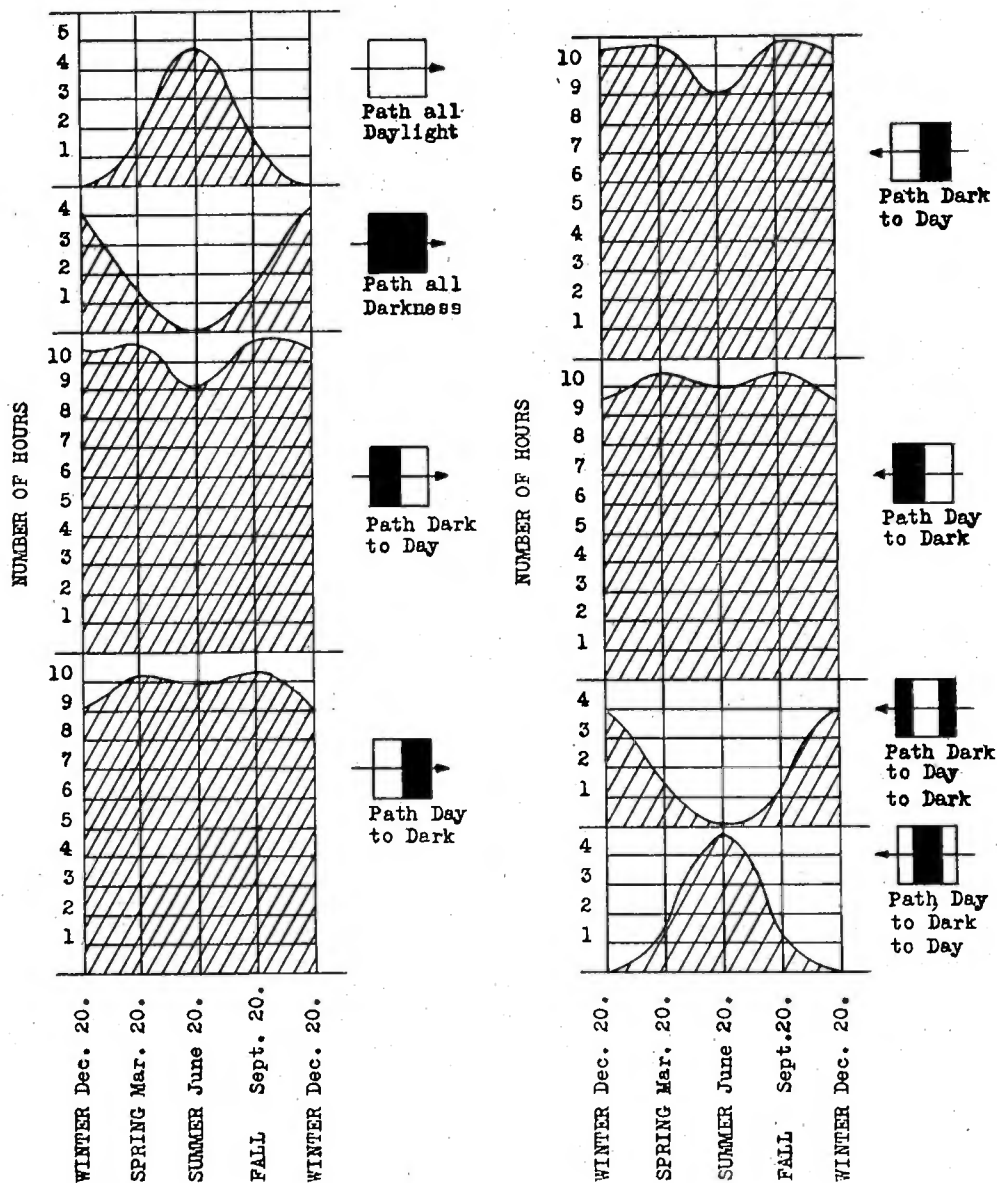 5
4
3
2
1
Path all
Daylight
4
3
2
1
Path all
Darkness
10
9
8
7
6
5
4
3
2
1
Path Dark
to Day
10
9
8
7
6
5
4
3
2
1
Path Day
to Dark
NUMBER OF HOURS
WINTER Dec. 20.
SPRING Mar. 20.
SUMMER June 20.
FALL Sept. 20.
WINTER Dec. 20.
10
9
8
7
6
5
4
3
2
1
Path Dark
to Day
10
9
8
7
6
5
4
3
2
1
Path Day
to Dark
4
3
2
1
Path Dark
to Day
to Dark
4
3
2
1
Path Day
to Dark
to Day
NUMBER OF HOURS
WINTER Dec. 20.
SPRING Mar. 20.
SUMMER June 20.
FALL Sept.20.
WINTER Dec. 20.